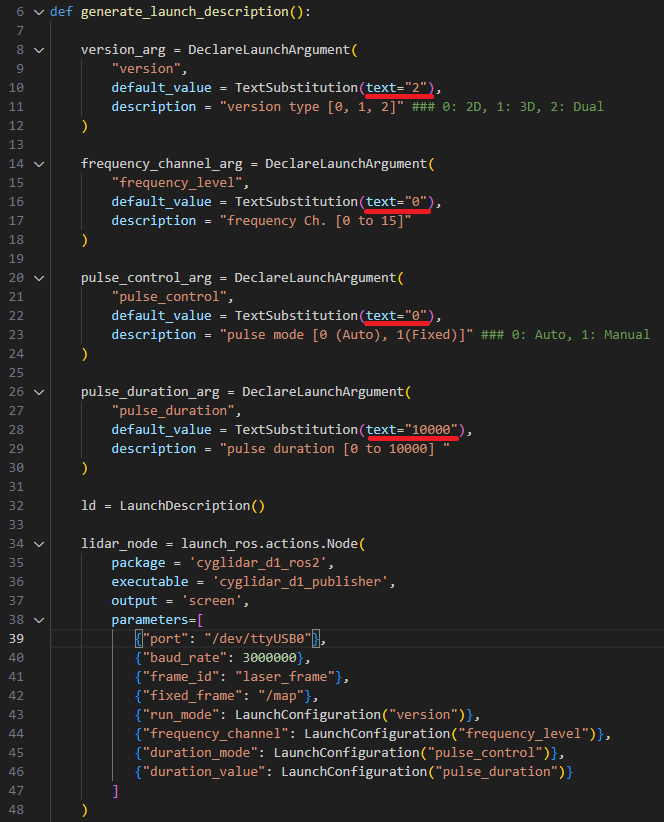 6 def generate_launch_description():
7
8 version_arg = DeclareLaunchArgument(
9 "version",
10 default_value = TextSubstitution(text="2"),
11 description = "version type [0, 1, 2]" ### 0: 2D, 1: 3D, 2: Dual
12 )
13
14 frequency_channel_arg = DeclareLaunchArgument(
15 "frequency_level",
16 default_value = TextSubstitution(text="0"),
17 description = "frequency Ch. [0 to 15]"
18 )
19
20 pulse_control_arg = DeclareLaunchArgument(
21 "pulse_control",
22 default_value = TextSubstitution(text="0"),
23 description = "pulse mode [0 (Auto), 1(Fixed)]" ### 0: Auto, 1: Manual
24 )
25
26 pulse_duration_arg = DeclareLaunchArgument(
27 "pulse_duration",
28 default_value = TextSubstitution(text="10000"),
29 description = "pulse duration [0 to 10000] "
30 )
31
32 ld = LaunchDescription()
33
34 lidar_node = launch_ros.actions.Node(
35 package = 'cyglidar_d1_ros2',
36 executable = 'cyglidar_d1_publisher',
37 output = 'screen',
38 parameters=[
39 {"port": "/dev/ttyUSB0"},
40 {"baud_rate": 3000000},
41 {"frame_id": "laser_frame"},
42 {"fixed_frame": "/map"},
43 {"run_mode": LaunchConfiguration("version")},
44 {"frequency_channel": LaunchConfiguration("frequency_level")},
45 {"duration_mode": LaunchConfiguration("pulse_control")},
46 {"duration_value": LaunchConfiguration("pulse_duration")}
47 ]
48 )